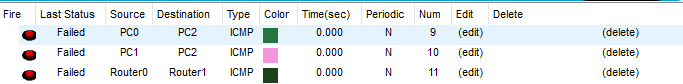 Fire Last Status Source Destination Type Color Time(sec) Periodic Num Edit Delete
Failed PC0 PC2 ICMP 0.000 N 9 (edit) (delete)
Failed PC1 PC2 ICMP 0.000 N 10 (edit) (delete)
Failed Router0 Router1 ICMP 0.000 N 11 (edit) (delete)